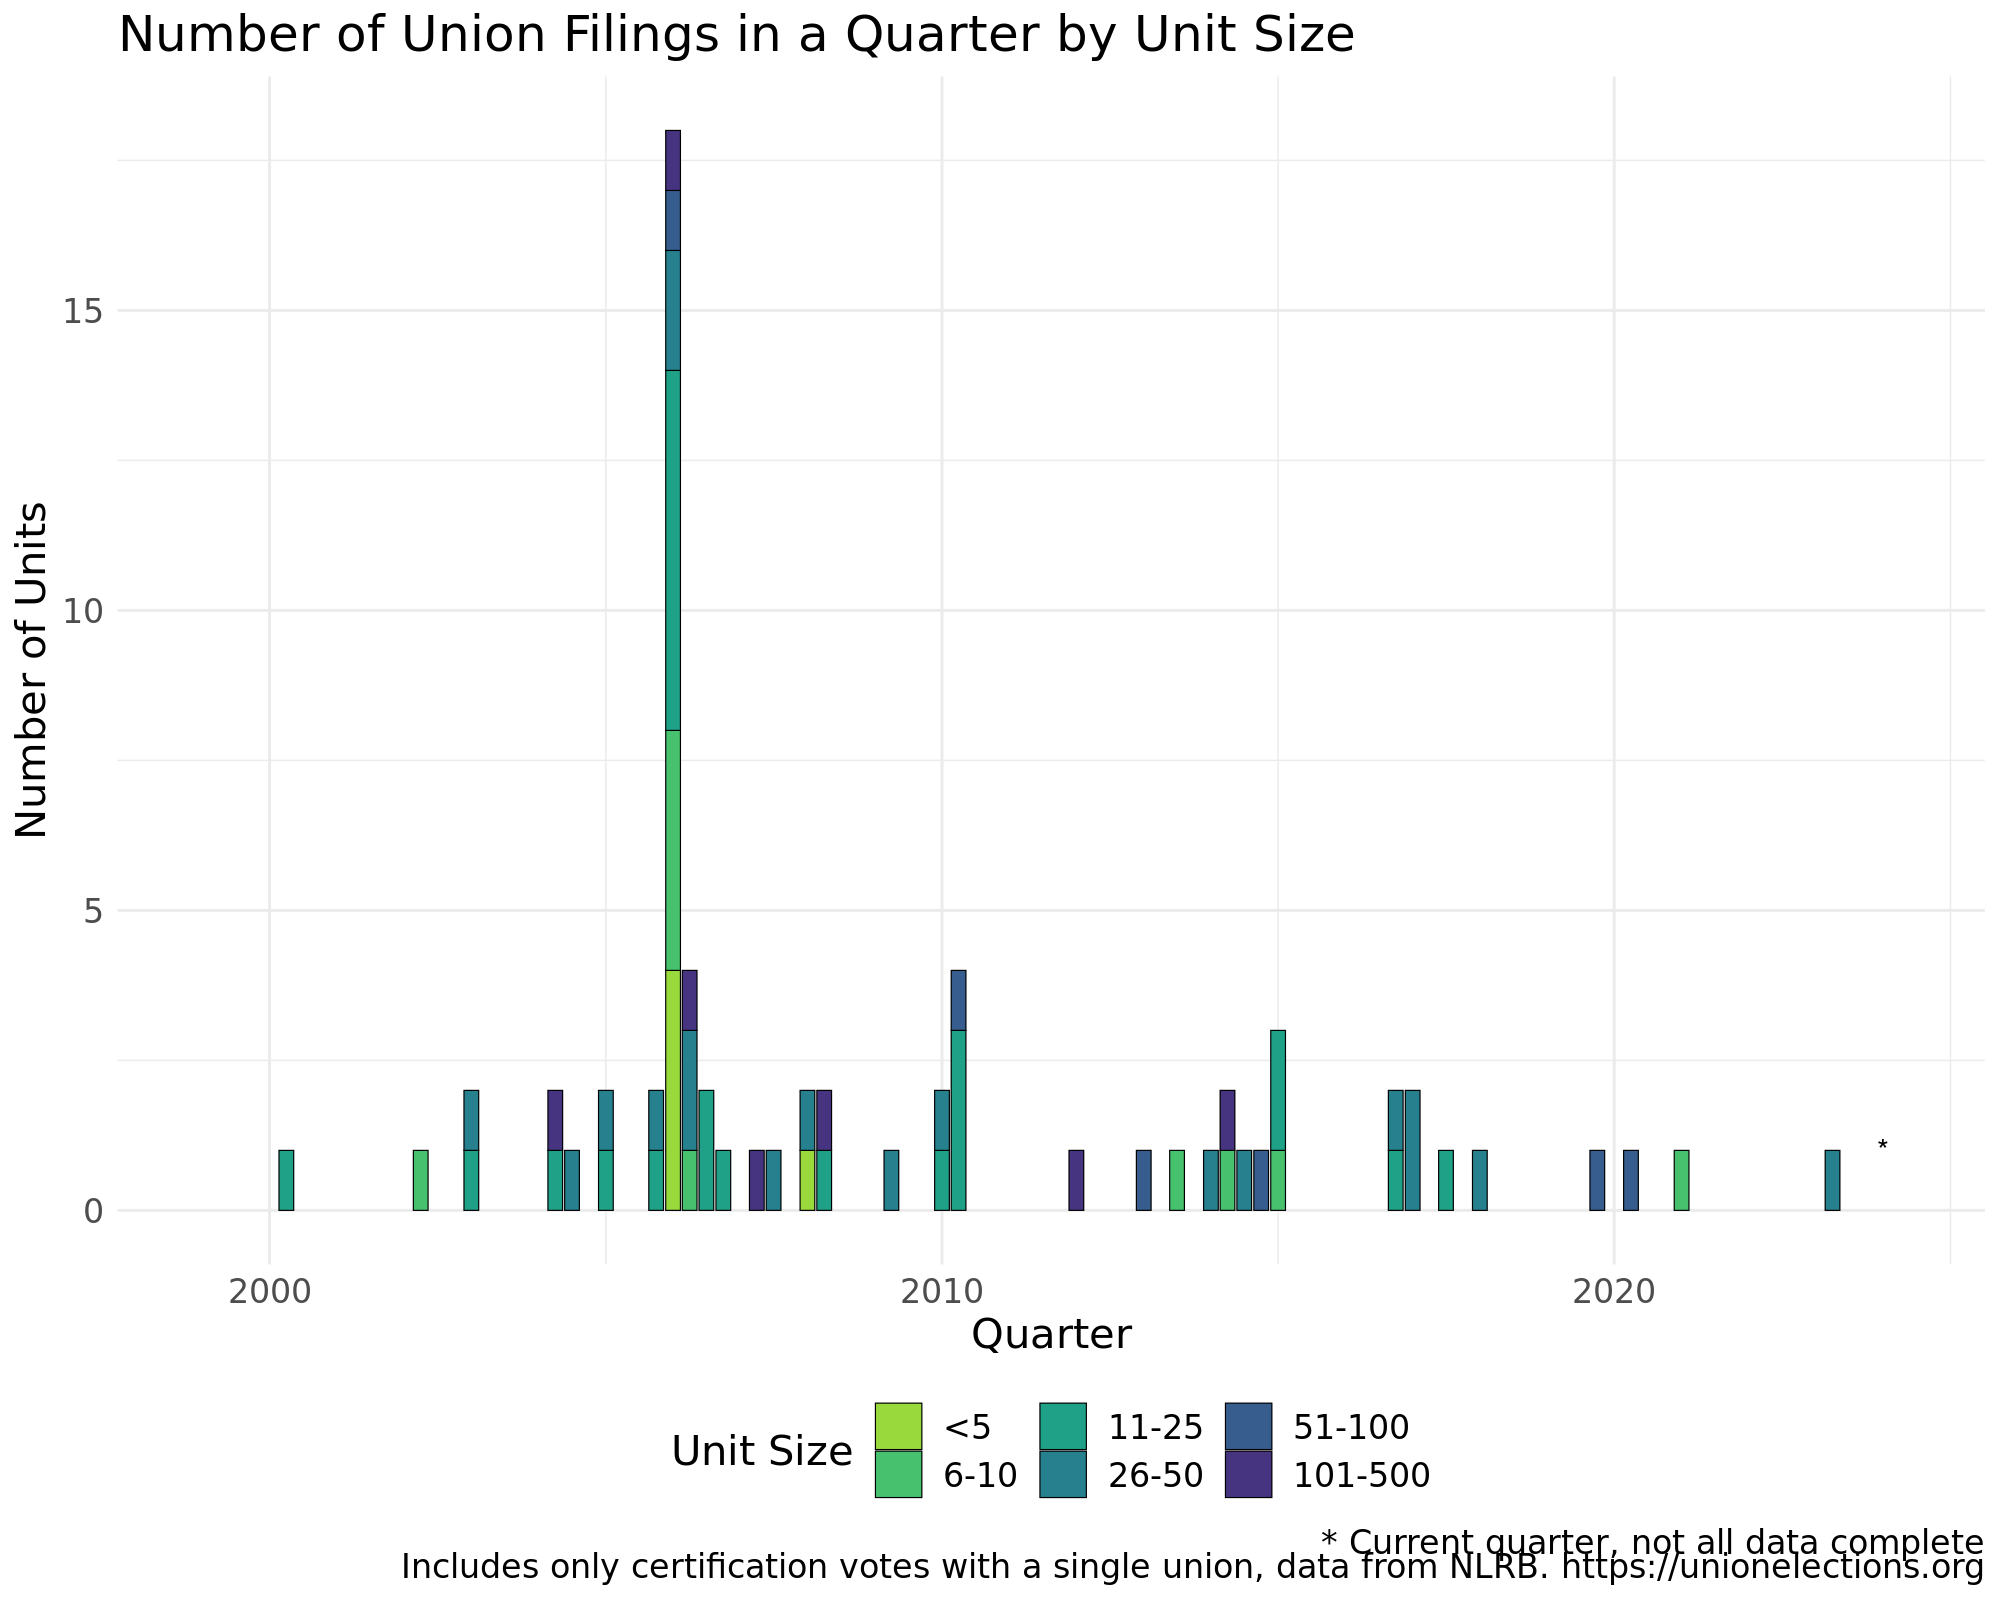 Number of Union Filings in a Quarter by Unit Size
Number of Units
15
10
5
0
2000 2010 2020
Quarter
Unit Size
<5 11-25 51-100
6-10 26-50 101-500
*
* Current quarter, not all data complete
Includes only certification votes with a single union, data from NLRB. https://unionelections.org